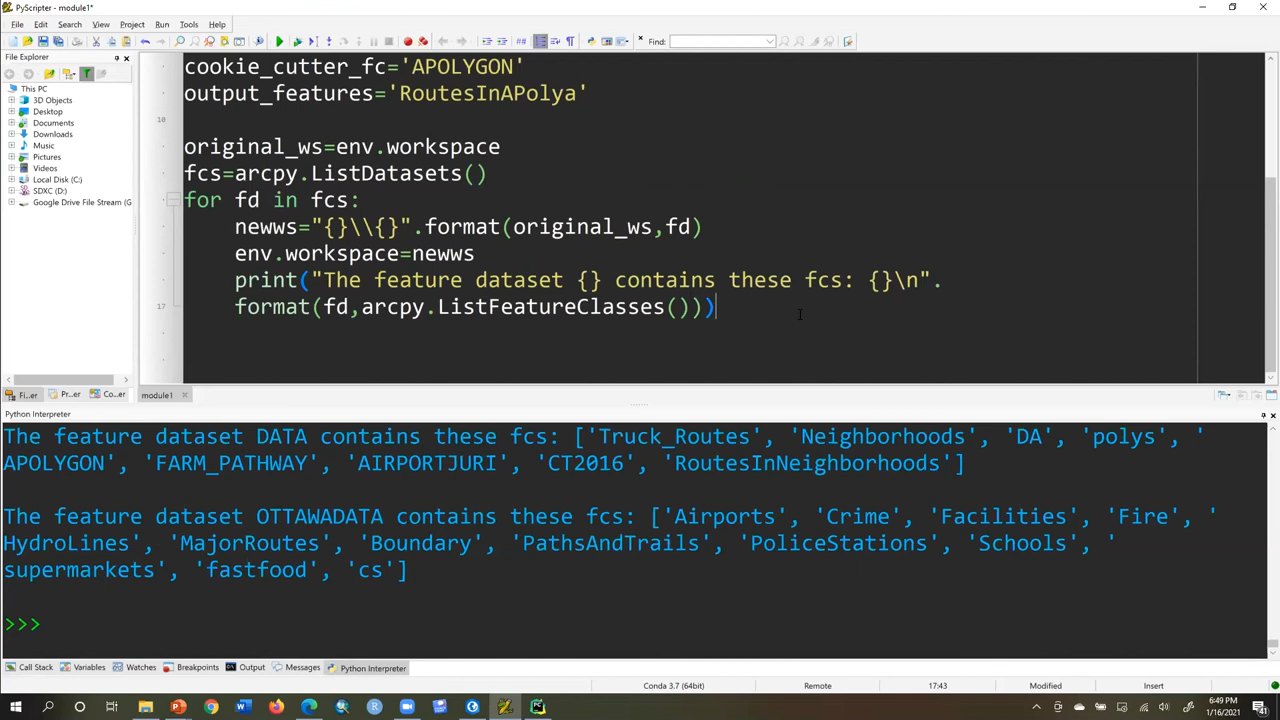 PyScripter - module1*
File Edit Search View Project Run Tools Help
Find:
File Explorer
This PC
3D Objects
Desktop
Documents
Downloads
Music
Pictures
Videos
Local Disk (C:)
SDXC (D:)
Google Drive File Stream (G
Fi...er Pr...er Co...er
cookie_cutter_fc='APOLYGON'
output_features='RoutesInAPolya'
10
original_ws=env.workspace
fcs=arcpy.ListDatasets()
for fd in fcs:
newws="{}\\{}".format(original_ws,fd)
env.workspace=newws
print("The feature dataset {} contains these fcs: {}\n".
17 format(fd,arcpy.ListFeatureClasses()))
module1
Python Interpreter
The feature dataset DATA contains these fcs: ['Truck_Routes', 'Neighborhoods', 'DA', 'polys', '
APOLYGON', 'FARM_PATHWAY', 'AIRPORTJURI', 'CT2016', 'RoutesInNeighborhoods']
The feature dataset OTTAWADATA contains these fcs: ['Airports', 'Crime', 'Facilities', 'Fire', '
HydroLines', 'MajorRoutes', 'Boundary', 'PathsAndTrails', 'PoliceStations', 'Schools', '
supermarkets', 'fastfood', 'cs']
>>>
Call Stack Variables Watches Breakpoints Output Messages Python Interpreter
Conda 3.7 (64bit) Remote 17:43 Modified Insert
6:49 PM
1/16/2021